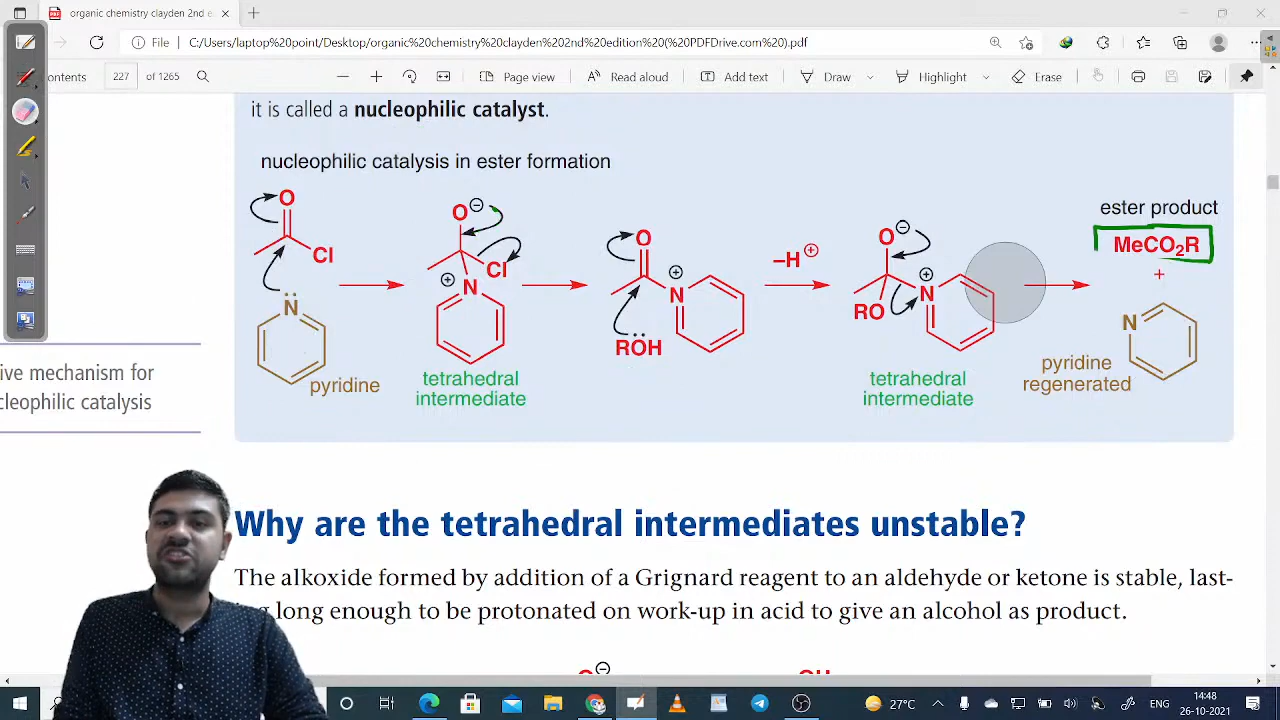 organic chemistry clayden 2nd e
File
C:/Users/laptop%20point/Desktop/organic%20chemistry%20clayden%20nd%20edition%20(%20PDFDrive.com%20).pdf
ontents
227
of 1265
Page view
Read aloud
Add text
Draw
Highlight
Erase
it is called a nucleophilic catalyst.
nucleophilic catalysis in ester formation
O
Cl
N
pyridine
O
Cl
N
tetrahedral
intermediate
O
N
RÖH
–H
O
RO
N
tetrahedral
intermediate
ester product
MeCO2R
+
N
pyridine
regenerated
ive mechanism for
cleophilic catalysis
Why are the tetrahedral intermediates unstable?
The alkoxide formed by addition of a Grignard reagent to an aldehyde or ketone is stable, last-
g long enough to be protonated on work-up in acid to give an alcohol as product.
27°C
ENG
14:48
26-10-2021